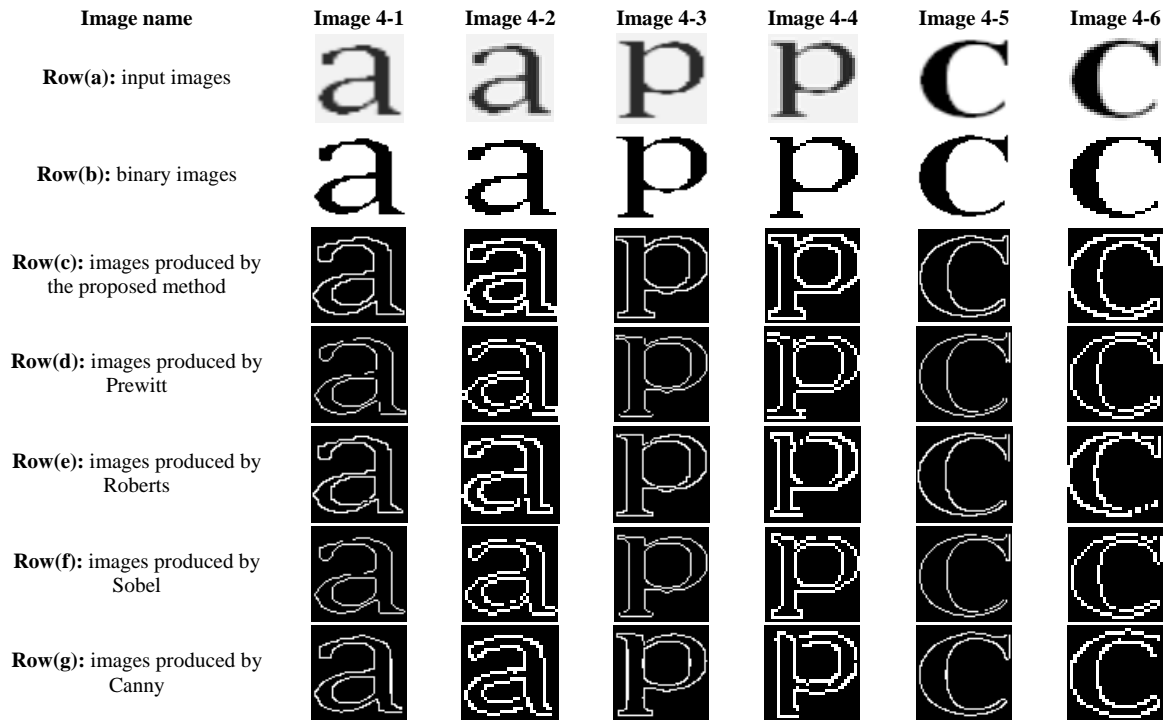 Image name Image 4-1 Image 4-2 Image 4-3 Image 4-4 Image 4-5 Image 4-6
Row(a): input images a a p p c c
Row(b): binary images a a p p c c
Row(c): images produced by
the proposed method a a p p c c
Row(d): images produced by
Prewitt a a p p c c
Row(e): images produced by
Roberts a a p p c c
Row(f): images produced by
Sobel a a p p c c
Row(g): images produced by
Canny a a p p c c